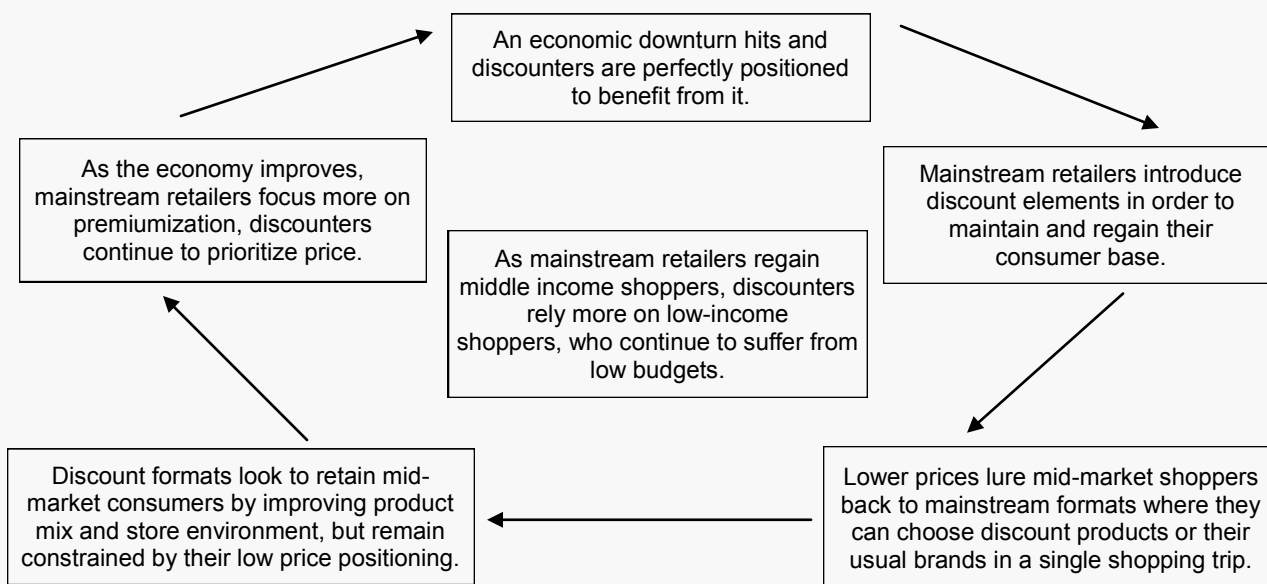 An economic downturn hits and
discounters are perfectly positioned
to benefit from it.
Mainstream retailers introduce
discount elements in order to
maintain and regain their
consumer base.
Lower prices lure mid-market shoppers
back to mainstream formats where they
can choose discount products or their
usual brands in a single shopping trip.
Discount formats look to retain mid-
market consumers by improving product
mix and store environment, but remain
constrained by their low price positioning.
As the economy improves,
mainstream retailers focus more on
premiumization, discounters
continue to prioritize price.
As mainstream retailers regain
middle income shoppers, discounters
rely more on low-income
shoppers, who continue to suffer from
low budgets.